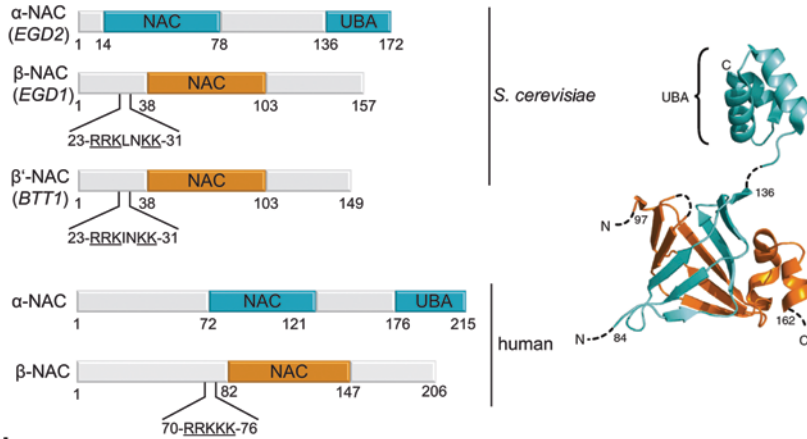 α-NAC
(EGD2)
NAC
UBA
1 14 78 136 172
β-NAC
(EGD1)
NAC
1 38 103 157
23-RRKLNKK-31
β'-NAC
(BTT1)
NAC
1 38 103 149
23-RRKINKK-31
S. cerevisiae
α-NAC
NAC
UBA
1 72 121 176 215
β-NAC
NAC
1 82 147 206
70-RRKKK-76
human
UBA
C
136
N
97
N
84
162
C